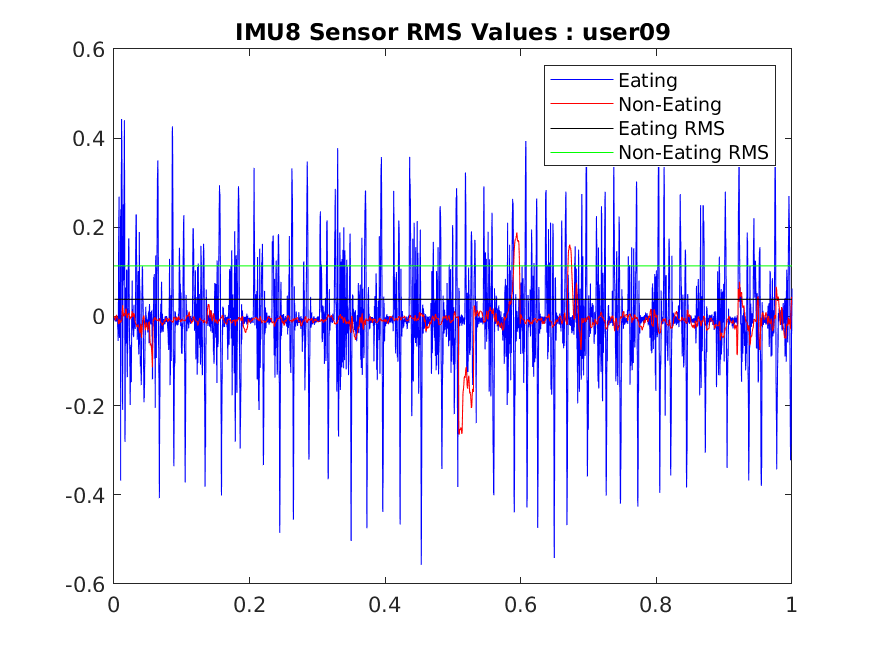 IMU8 Sensor RMS Values : user09
0.6
0.4
0.2
0
-0.2
-0.4
-0.6
Eating
Non-Eating
Eating RMS
Non-Eating RMS
0 0.2 0.4 0.6 0.8 1